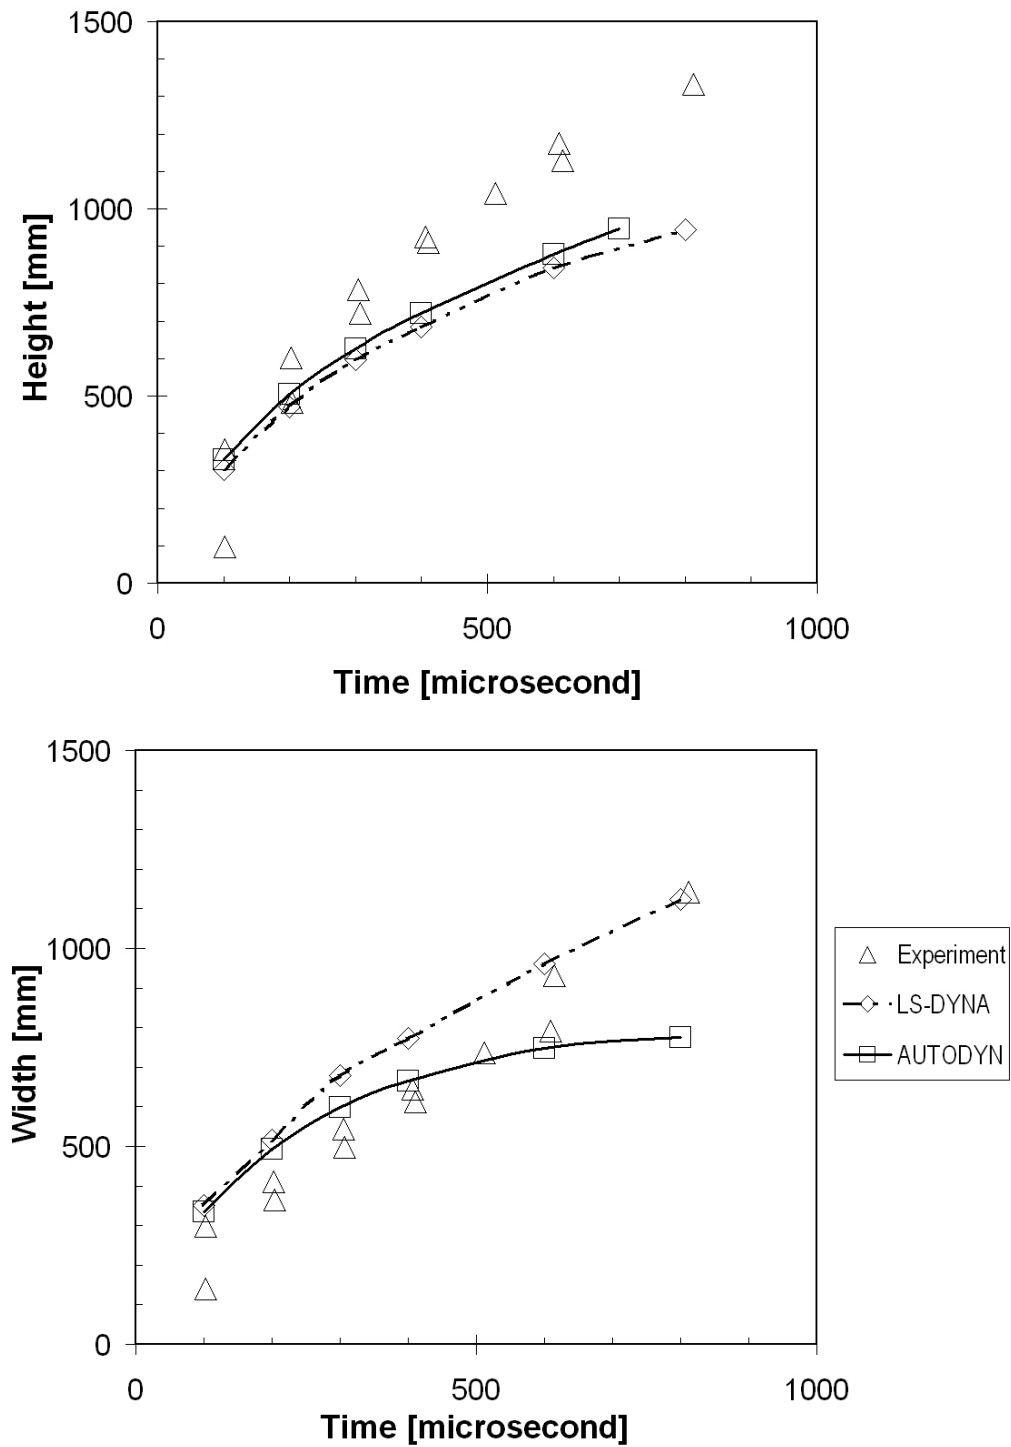 1500
1000
500
0
Height [mm]
0 500 1000
Time [microsecond]
1500
1000
500
0
Width [mm]
0 500 1000
Time [microsecond]
Experiment
LS-DYNA
AUTODYN